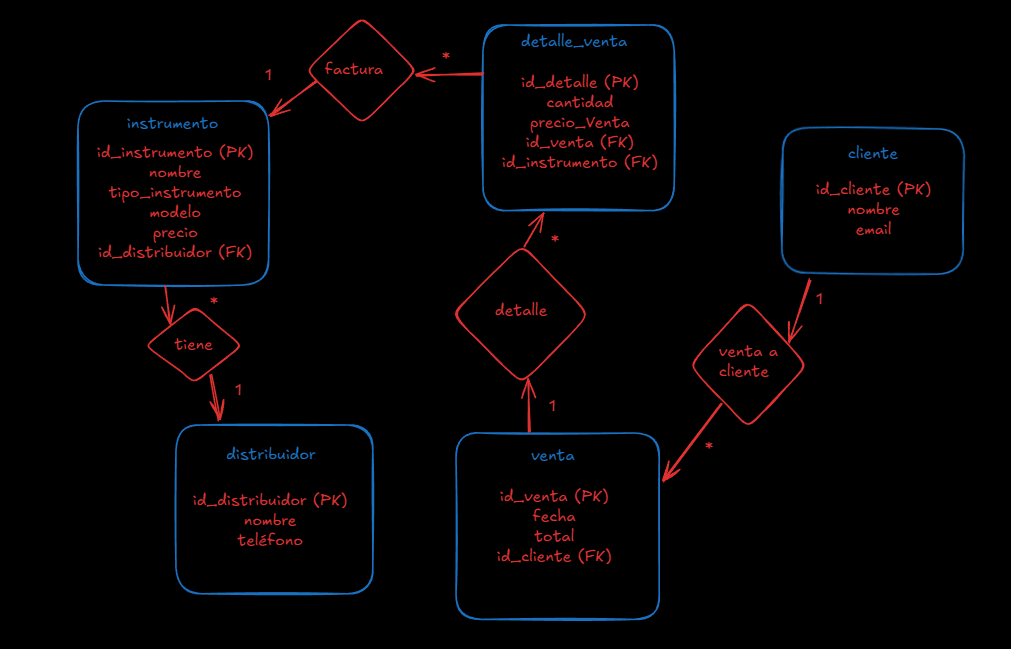 factura
1
*
detalle_venta
id_detalle (PK)
cantidad
precio_Venta
id_venta (FK)
id_instrumento (FK)
instrumento
id_instrumento (PK)
nombre
tipo_instrumento
modelo
precio
id_distribuidor (FK)
cliente
id_cliente (PK)
nombre
email
*
tiene
1
*
detalle
1
1
venta a
cliente
*
distribuidor
id_distribuidor (PK)
nombre
teléfono
venta
id_venta (PK)
fecha
total
id_cliente (FK)